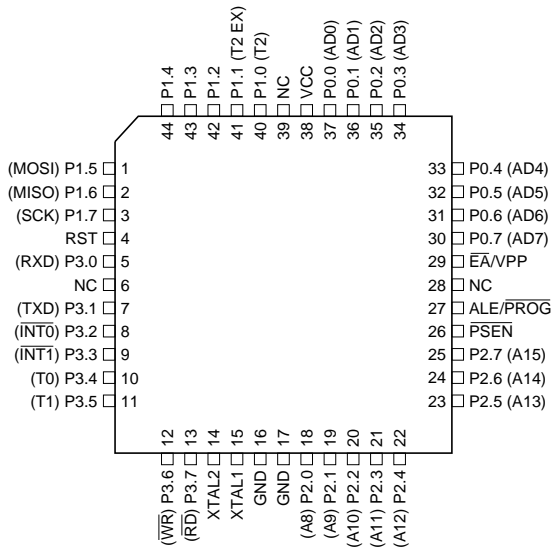 P1.4
P1.3
P1.2
P1.1 (T2 EX)
P1.0 (T2)
NC
VCC
P0.0 (AD0)
P0.1 (AD1)
P0.2 (AD2)
P0.3 (AD3)
44
43
42
41
40
39
38
37
36
35
34
(MOSI) P1.5 1
(MISO) P1.6 2
(SCK) P1.7 3
RST 4
(RXD) P3.0 5
NC 6
(TXD) P3.1 7
(INT0) P3.2 8
(INT1) P3.3 9
(T0) P3.4 10
(T1) P3.5 11
33 P0.4 (AD4)
32 P0.5 (AD5)
31 P0.6 (AD6)
30 P0.7 (AD7)
29 EA/VPP
28 NC
27 ALE/PROG
26 PSEN
25 P2.7 (A15)
24 P2.6 (A14)
23 P2.5 (A13)
12
13
14
15
16
17
18
19
20
21
22
(WR) P3.6
(RD) P3.7
XTAL2
XTAL1
GND
GND
(A8) P2.0
(A9) P2.1
(A10) P2.2
(A11) P2.3
(A12) P2.4